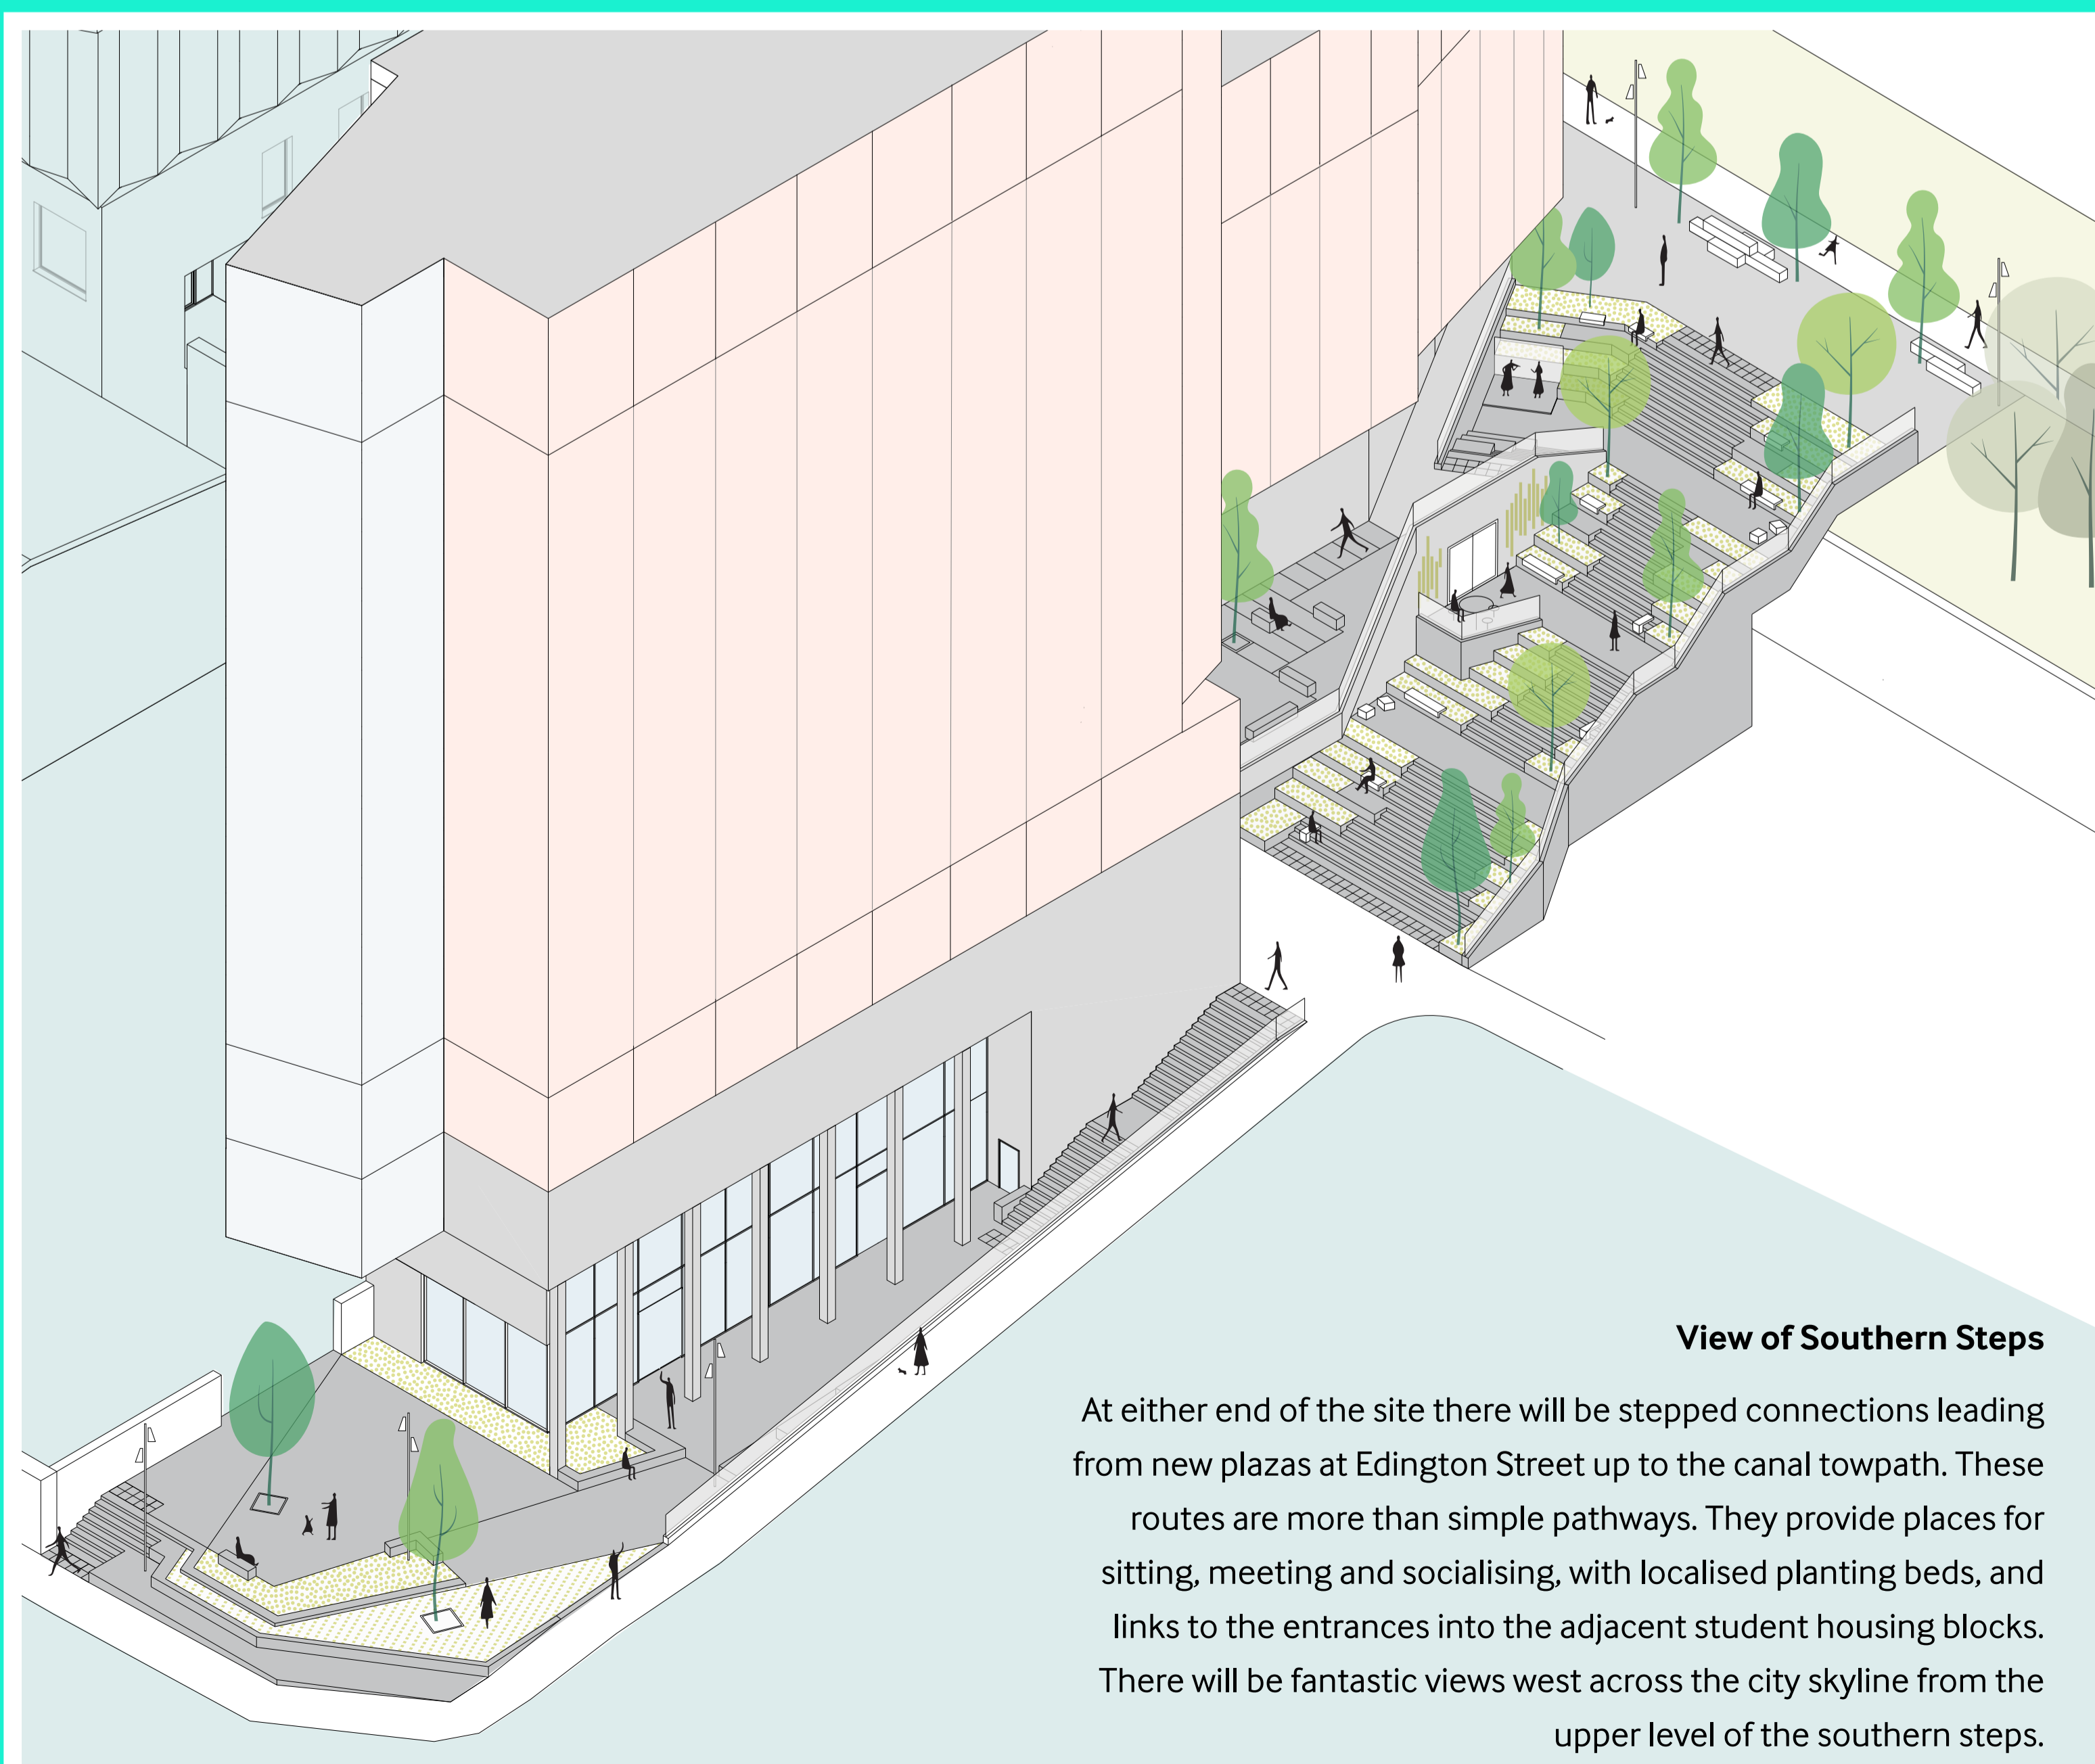 View of Southern Steps
At either end of the site there will be stepped connections leading
from new plazas at Edington Street up to the canal towpath. These
routes are more than simple pathways. They provide places for
sitting, meeting and socialising, with localised planting beds, and
links to the entrances into the adjacent student housing blocks.
There will be fantastic views west across the city skyline from the
upper level of the southern steps.